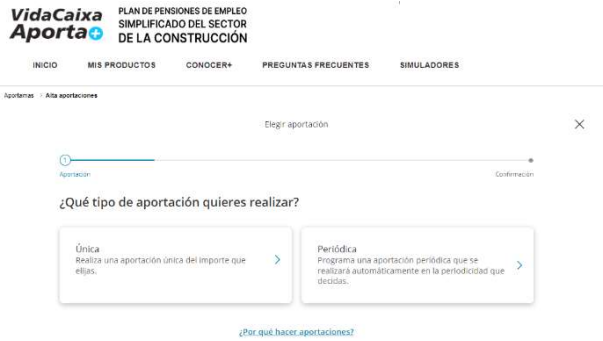 VidaCaixa
Aporta+
PLAN DE PENSIONES DE EMPLEO
SIMPLIFICADO DEL SECTOR
DE LA CONSTRUCCIÓN
INICIO MIS PRODUCTOS CONOCER+ PREGUNTAS FRECUENTES SIMULADORES
Aportamas > Alta aportaciones
Elegir aportación
1
Aportación Confirmación
¿Qué tipo de aportación quieres realizar?
Única
Realiza una aportación única del importe que
elijas.
Periódica
Programa una aportación periódica que se
realizará automáticamente en la periodicidad que
decidas.
¿Por qué hacer aportaciones?